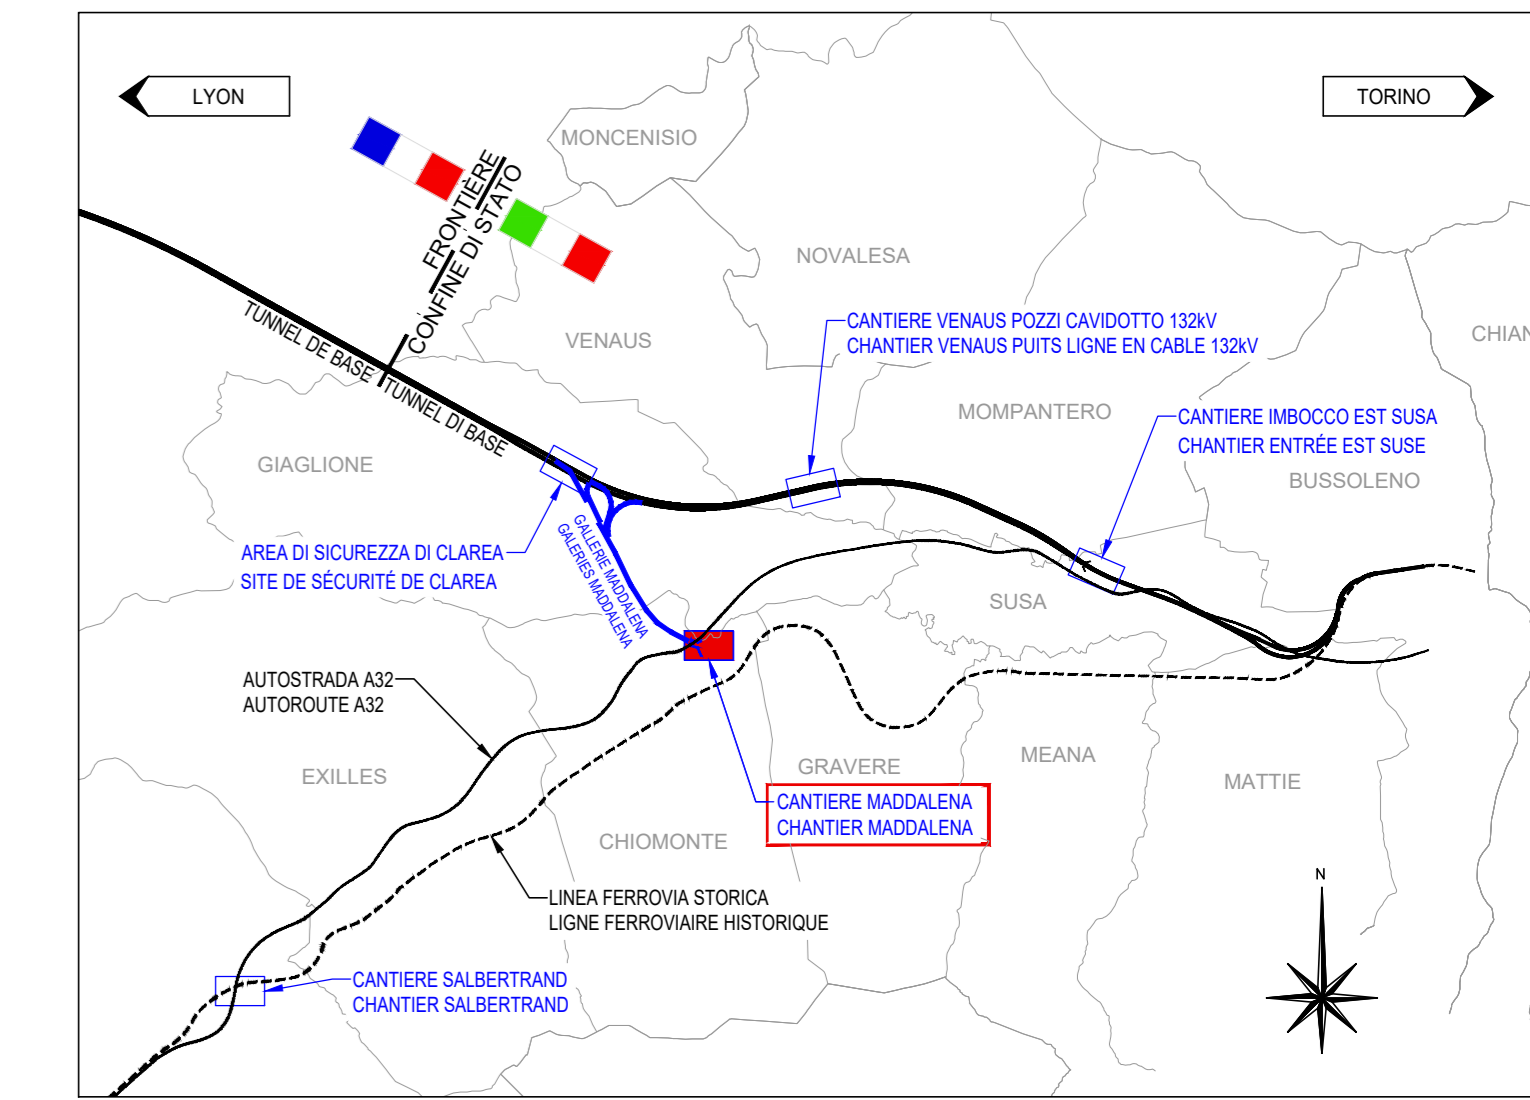 LYON
TORINO
MONCENISIO
FRONTIÈRE
CONFINE DI STATO
NOVALESA
VENAUS
TUNNEL DE BASE
TUNNEL DI BASE
CANTIERE VENAUS POZZI CAVIDOTTO 132kV
CHANTIER VENAUS PUITS LIGNE EN CABLE 132kV
CHIAN
MOMPANTERO
CANTIERE IMBOCCO EST SUSA
CHANTIER ENTRÉE EST SUSE
BUSSOLENO
GIAGLIONE
AREA DI SICUREZZA DI CLAREA
SITE DE SÉCURITÉ DE CLAREA
GALLERIE MADDALENA
GALERIES MADDALENA
SUSA
AUTOSTRADA A32
AUTOROUTE A32
EXILLES
GRAVERE
MEANA
MATTIE
CANTIERE MADDALENA
CHANTIER MADDALENA
CHIOMONTE
LINEA FERROVIA STORICA
LIGNE FERROVIAIRE HISTORIQUE
N
CANTIERE SALBERTRAND
CHANTIER SALBERTRAND